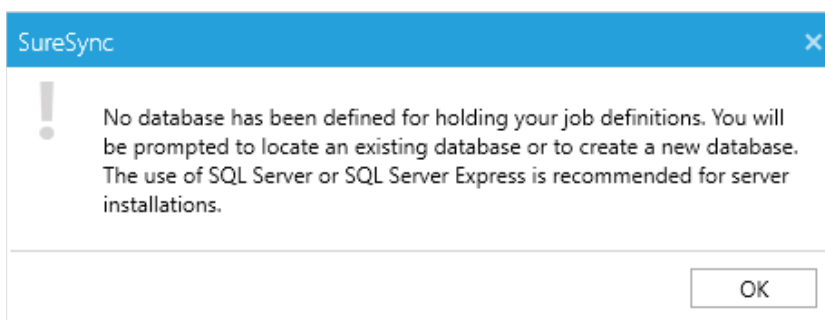 SureSync
No database has been defined for holding your job definitions. You will
be prompted to locate an existing database or to create a new database.
The use of SQL Server or SQL Server Express is recommended for server
installations.
OK